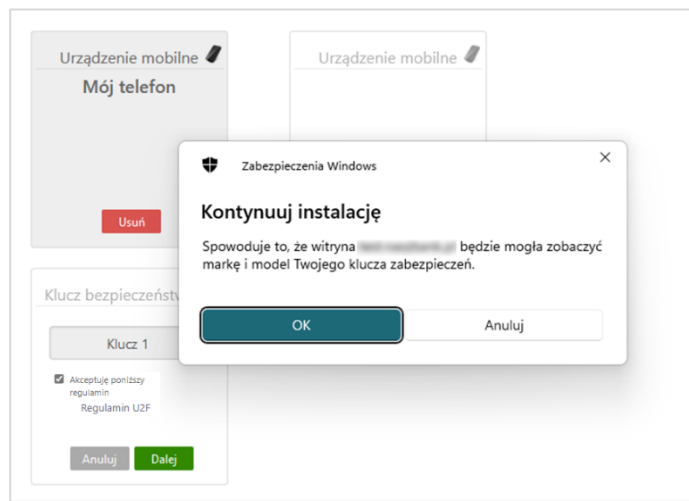 Urządzenie mobilne
Mój telefon
Usuń
Urządzenie mobilne
Zabezpieczenia Windows
Kontynuuj instalację
Spowoduje to, że witryna będzie mogła zobaczyć
markę i model Twojego klucza zabezpieczeń.
OK
Anuluj
Klucz bezpieczeństw
Klucz 1
Akceptuję poniższy
regulamin
Regulamin U2F
Anuluj
Dalej